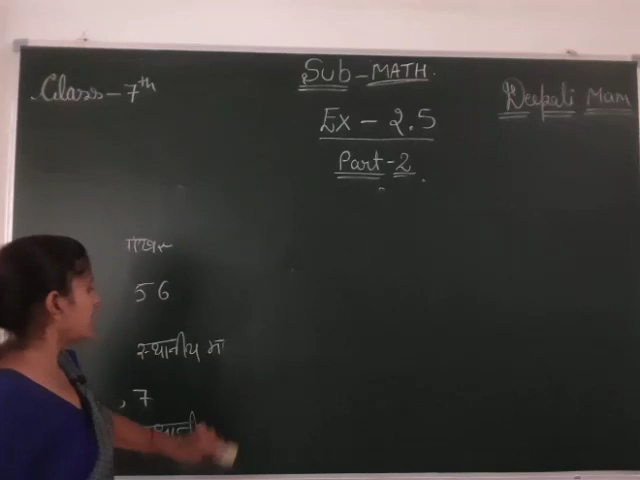 Class - 7th
Sub - MATH.
Deepali Mam
Ex - 2.5
Part - 2
56
स्थानीय मा
, 7